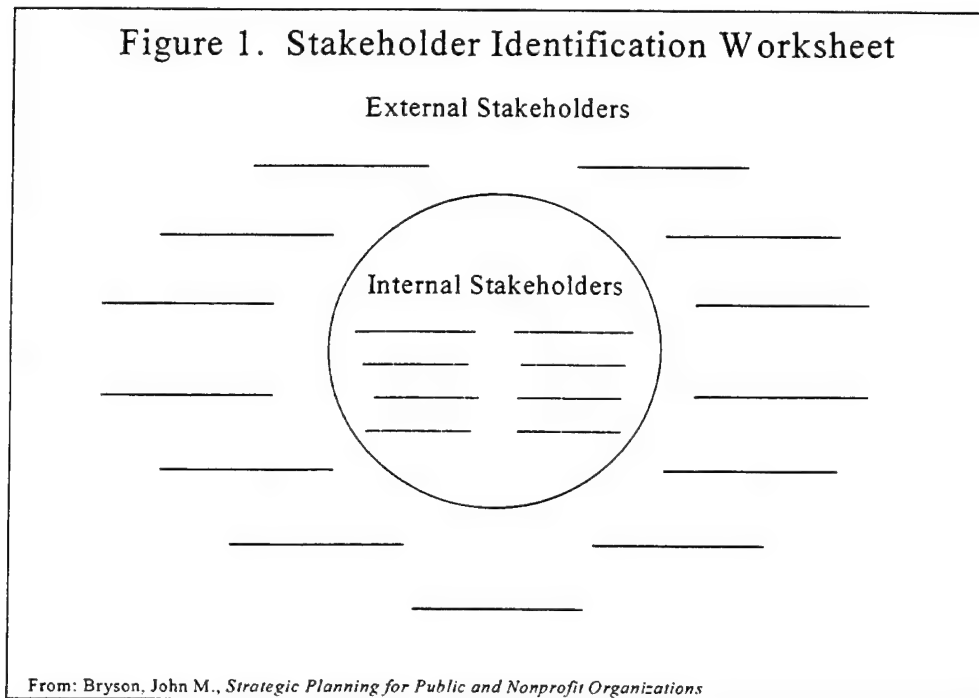 Figure 1. Stakeholder Identification Worksheet
External Stakeholders
Internal Stakeholders
From: Bryson, John M., Strategic Planning for Public and Nonprofit Organizations